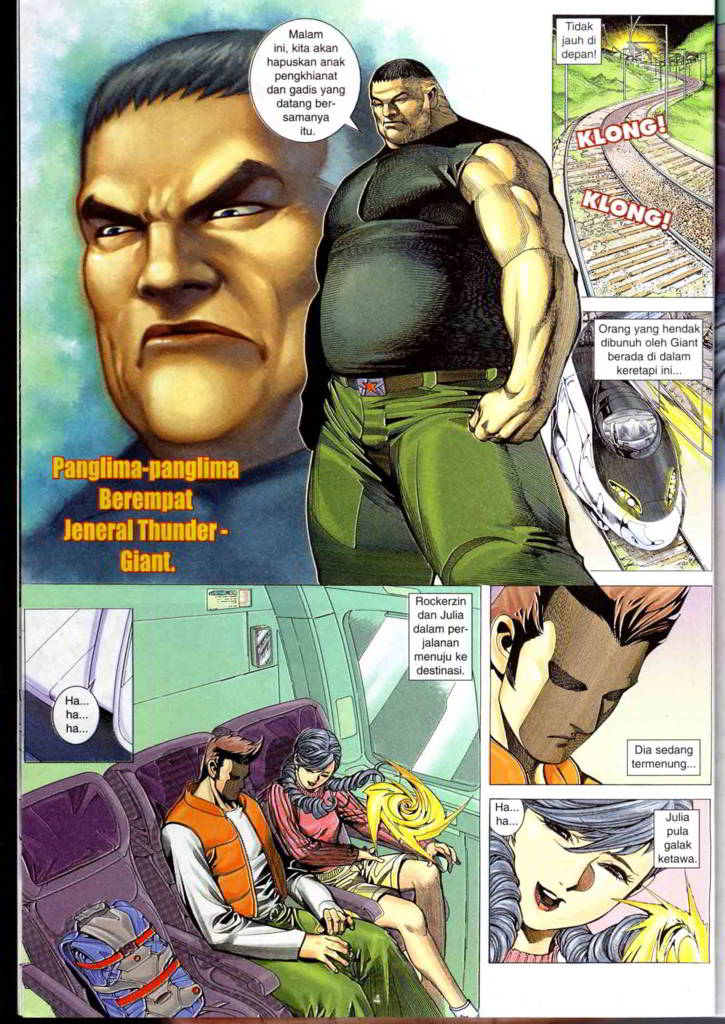 Malam
ini, kita akan
hapuskan anak
pengkhianat
dan gadis yang
datang ber-
samanya
itu.
Panglima-panglima
Berempat
Jeneral Thunder -
Giant.
Tidak
jauh di
depan!
KLONG!
KLONG!
Orang yang hendak
dibunuh oleh Giant
berada di dalam
keretapi ini...
Ha...
ha...
ha...
Rockerzin
dan Julia
dalam per-
jalanan
menuju ke
destinasi.
Dia sedang
termenung...
Ha...
ha...
Julia
pula
galak
ketawa.
4